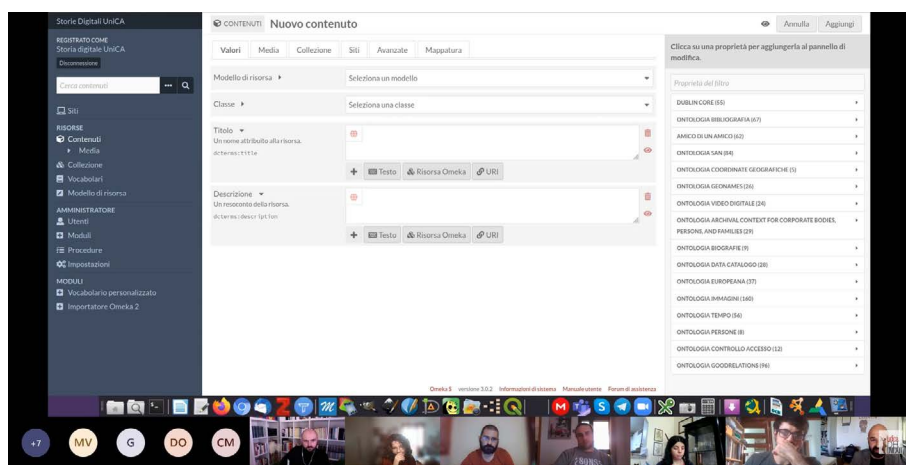 Storie Digitali UniCA
REGISTRATO COME
Storia digitale UniCA
Disconnessione
Cerca contenuti
Siti
RISORSE
Contenuti
Media
Collezione
Vocabolari
Modello di risorsa
AMMINISTRATORE
Utenti
Moduli
Procedure
Impostazioni
MODULI
Vocabolario personalizzato
Importatore Omeka 2
CONTENUTI Nuovo contenuto
Annulla Aggiungi
Valori Media Collezione Siti Avanzate Mappatura
Modello di risorsa
Seleziona un modello
Classe
Seleziona una classe
Titolo
Un nome attribuito alla risorsa.
dcterms:title
Testo Risorsa Omeka URI
Descrizione
Un resoconto della risorsa.
dcterms:description
Testo Risorsa Omeka URI
Omeka S versione 3.0.2 Informazioni di sistema Manuale utente Forum di assistenza
Clicca su una proprietà per aggiungerla al pannello di
modifica.
Proprietà del filtro
DUBLIN CORE (55)
ONTOLOGIA BIBLIOGRAFIA (67)
AMICO DI UN AMICO (62)
ONTOLOGIA SAN (84)
ONTOLOGIA COORDINATE GEOGRAFICHE (5)
ONTOLOGIA GEONAMES (26)
ONTOLOGIA VIDEO DIGITALE (24)
ONTOLOGIA ARCHIVAL CONTEXT FOR CORPORATE BODIES,
PERSONS, AND FAMILIES (29)
ONTOLOGIA BIOGRAFIE (9)
ONTOLOGIA DATA CATALOGO (28)
ONTOLOGIA EUROPEANA (37)
ONTOLOGIA IMMAGINI (160)
ONTOLOGIA TEMPO (56)
ONTOLOGIA PERSONE (8)
ONTOLOGIA CONTROLLO ACCESSO (12)
ONTOLOGIA GOODRELATIONS (96)
+7
MV
G
DO
CM